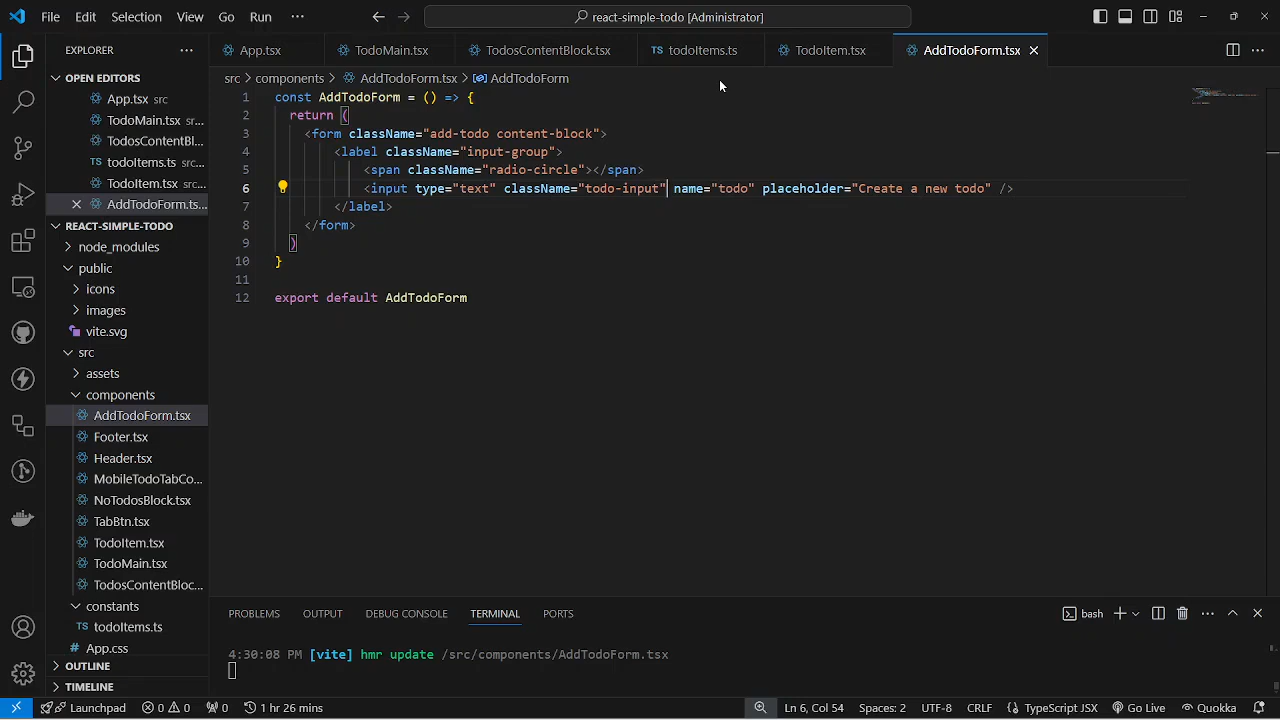 File Edit Selection View Go Run ···
react-simple-todo [Administrator]
EXPLORER
App.tsx TodoMain.tsx TodosContentBlock.tsx TS todoItems.ts TodoItem.tsx AddTodoForm.tsx
OPEN EDITORS
App.tsx src
TodoMain.tsx sr...
TodosContentBl...
TS todoItems.ts sr...
TodoItem.tsx sr...
AddTodoForm.ts...
REACT-SIMPLE-TODO
node_modules
public
icons
images
vite.svg
src
assets
components
AddTodoForm.tsx
Footer.tsx
Header.tsx
MobileTodoTabCo...
NoTodosBlock.tsx
TabBtn.tsx
TodoItem.tsx
TodoMain.tsx
TodosContentBloc...
constants
TS todoItems.ts
App.css
OUTLINE
TIMELINE
src > components > AddTodoForm.tsx > AddTodoForm
1 const AddTodoForm = () => {
2 return (
3 <form className="add-todo content-block">
4 <label className="input-group">
5 <span className="radio-circle"></span>
6 <input type="text" className="todo-input" name="todo" placeholder="Create a new todo" />
7 </label>
8 </form>
9 )
10 }
11
12 export default AddTodoForm
PROBLEMS OUTPUT DEBUG CONSOLE TERMINAL PORTS
bash
4:30:08 PM [vite] hmr update /src/components/AddTodoForm.tsx
Launchpad 0 0 0 1 hr 26 mins
Ln 6, Col 54 Spaces: 2 UTF-8 CRLF {} TypeScript JSX Go Live Quokka